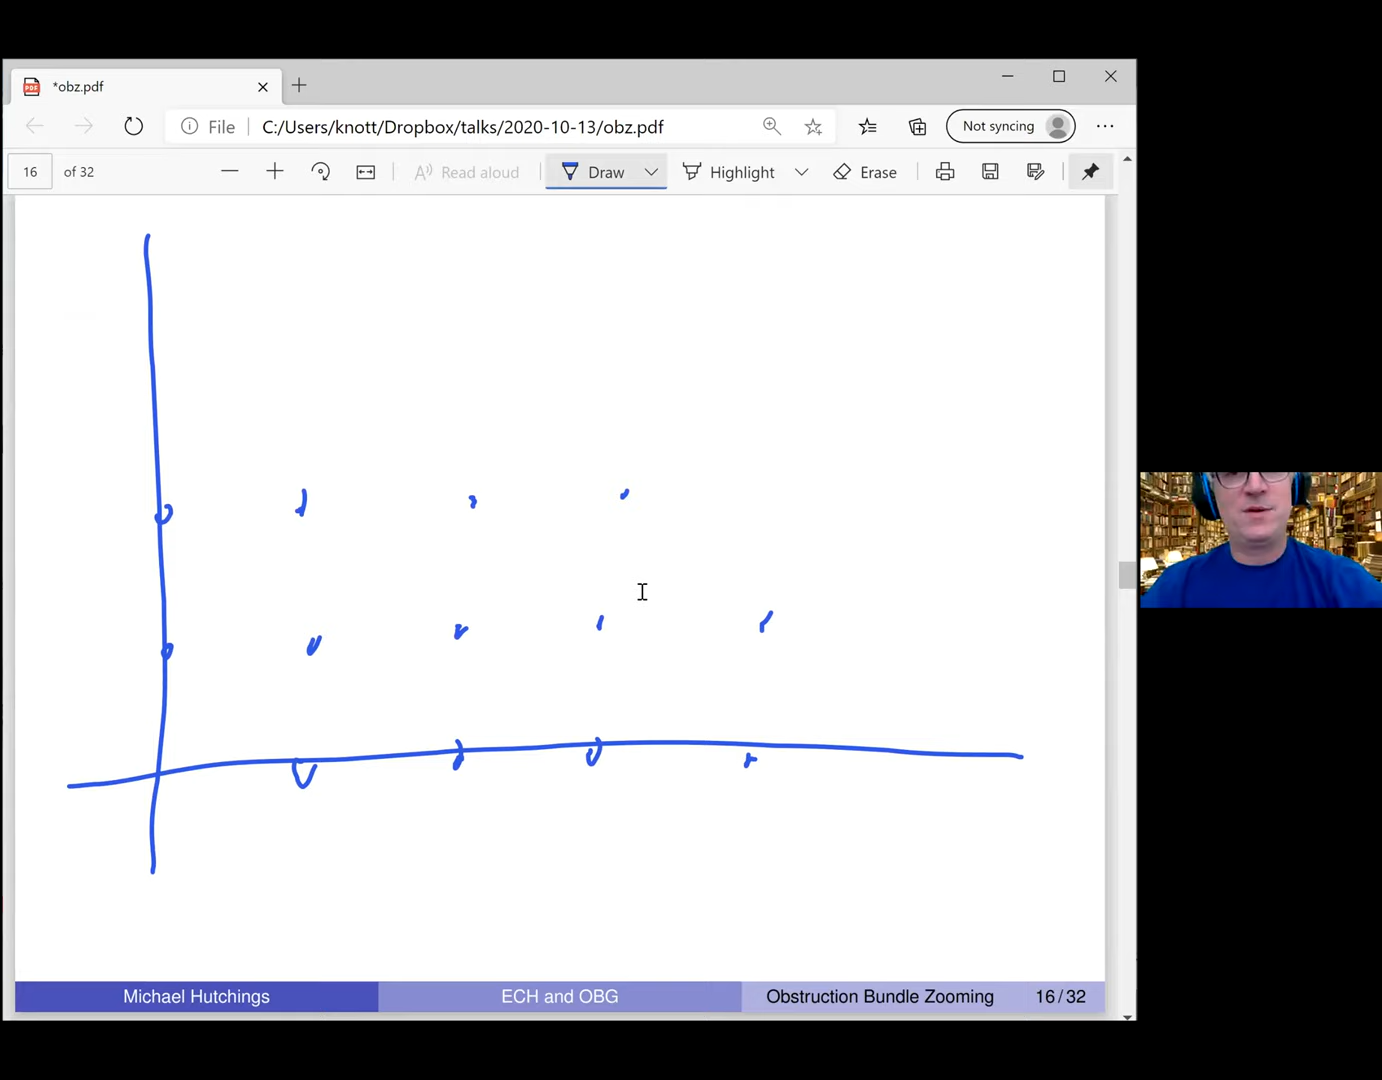 *obz.pdf
File C:/Users/knott/Dropbox/talks/2020-10-13/obz.pdf Not syncing
16 of 32 A Read aloud Draw Highlight Erase
Michael Hutchings ECH and OBG Obstruction Bundle Zooming 16 / 32